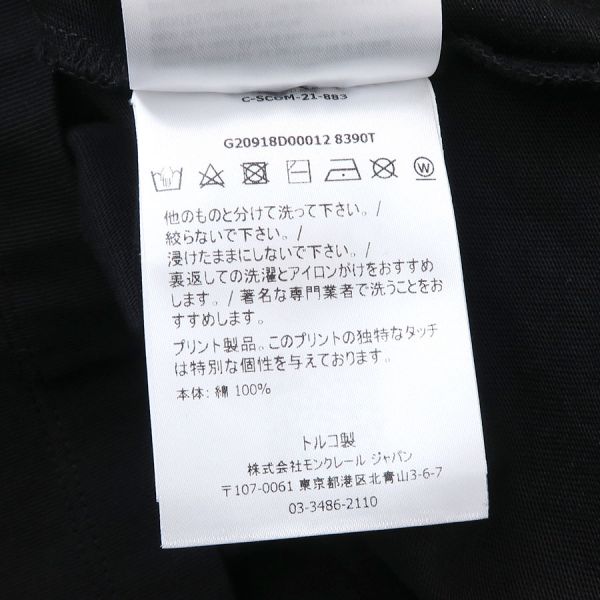 C-SCGM-21-883
G20918D00012 8390T
他のものと分けて洗って下さい。/
絞らないで下さい。/
浸けたままにしないで下さい。/
裏返しての洗濯とアイロンがけをおすすめ
します。/ 著名な専門業者で洗うことをお
すすめします。
プリント製品。このプリントの独特なタッチ
は特別な個性を与えております。
本体: 綿 100%
トルコ製
株式会社モンクレール ジャパン
〒107-0061 東京都港区北青山3-6-7
03-3486-2110